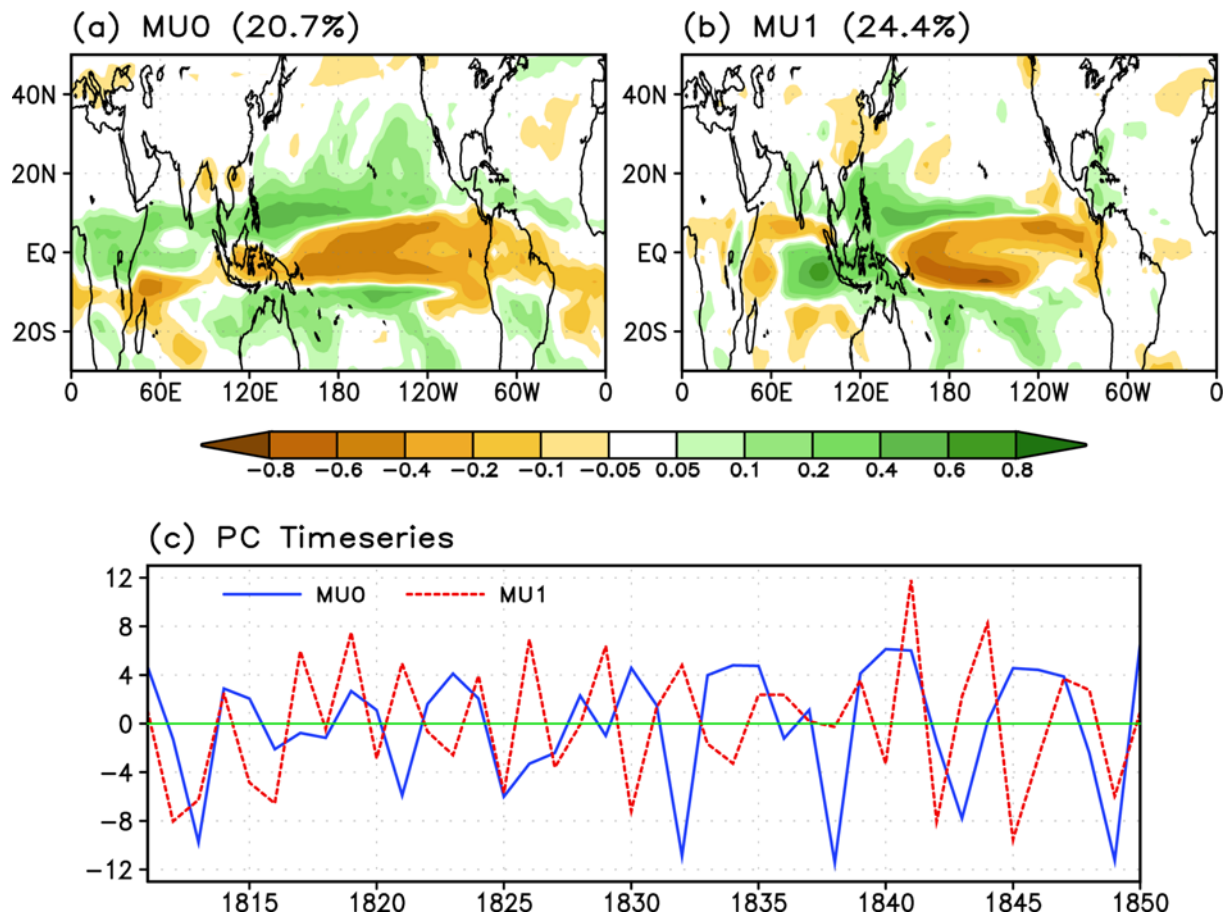 (a) MU0 (20.7%)
(b) MU1 (24.4%)
40N
20N
EQ
20S
0 60E 120E 180 120W 60W 0
40N
20N
EQ
20S
0 60E 120E 180 120W 60W 0
-0.8 -0.6 -0.4 -0.2 -0.1 -0.05 0.05 0.1 0.2 0.4 0.6 0.8
(c) PC Timeseries
MU0 MU1
12
8
4
0
-4
-8
-12
1815 1820 1825 1830 1835 1840 1845 1850